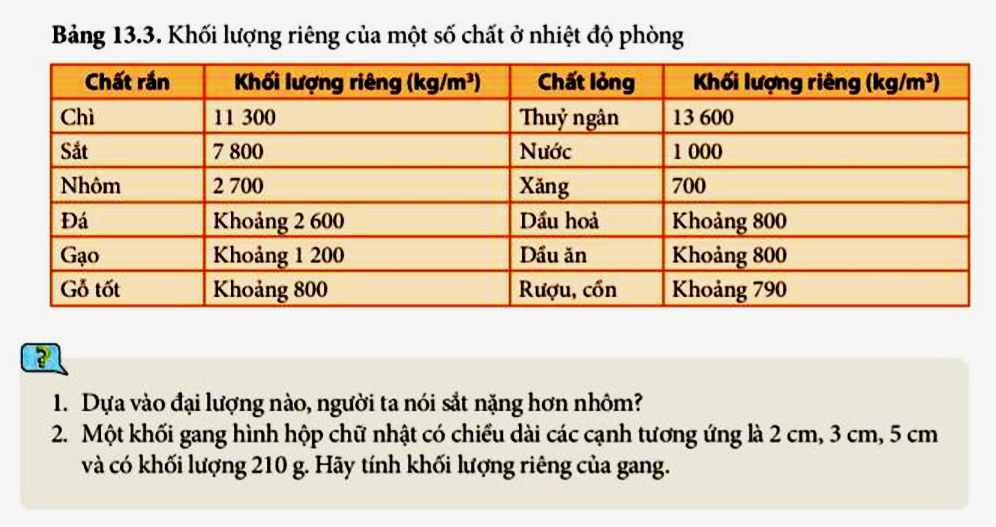 Bảng 13.3. Khối lượng riêng của một số chất ở nhiệt độ phòng
Chất rắn Khối lượng riêng (kg/m³) Chất lỏng Khối lượng riêng (kg/m³)
Chì 11 300 Thuỷ ngân 13 600
Sắt 7 800 Nước 1 000
Nhôm 2 700 Xăng 700
Đá Khoảng 2 600 Dầu hoả Khoảng 800
Gạo Khoảng 1 200 Dầu ăn Khoảng 800
Gỗ tốt Khoảng 800 Rượu, cồn Khoảng 790
?
1. Dựa vào đại lượng nào, người ta nói sắt nặng hơn nhôm?
2. Một khối gang hình hộp chữ nhật có chiều dài các cạnh tương ứng là 2 cm, 3 cm, 5 cm
và có khối lượng 210 g. Hãy tính khối lượng riêng của gang.